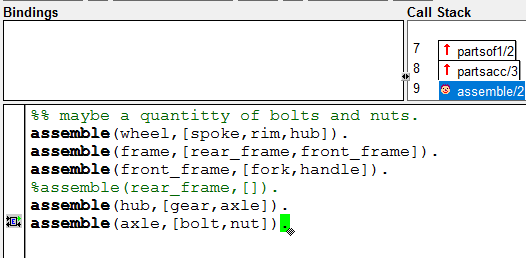 Bindings
Call Stack
7 partsof1/2
8 partsacc/3
9 assemble/2
%% maybe a quantitty of bolts and nuts.
assemble(wheel,[spoke,rim,hub]).
assemble(frame,[rear_frame,front_frame]).
assemble(front_frame,[fork,handle]).
%assemble(rear_frame,[]).
assemble(hub,[gear,axle]).
assemble(axle,[bolt,nut]).